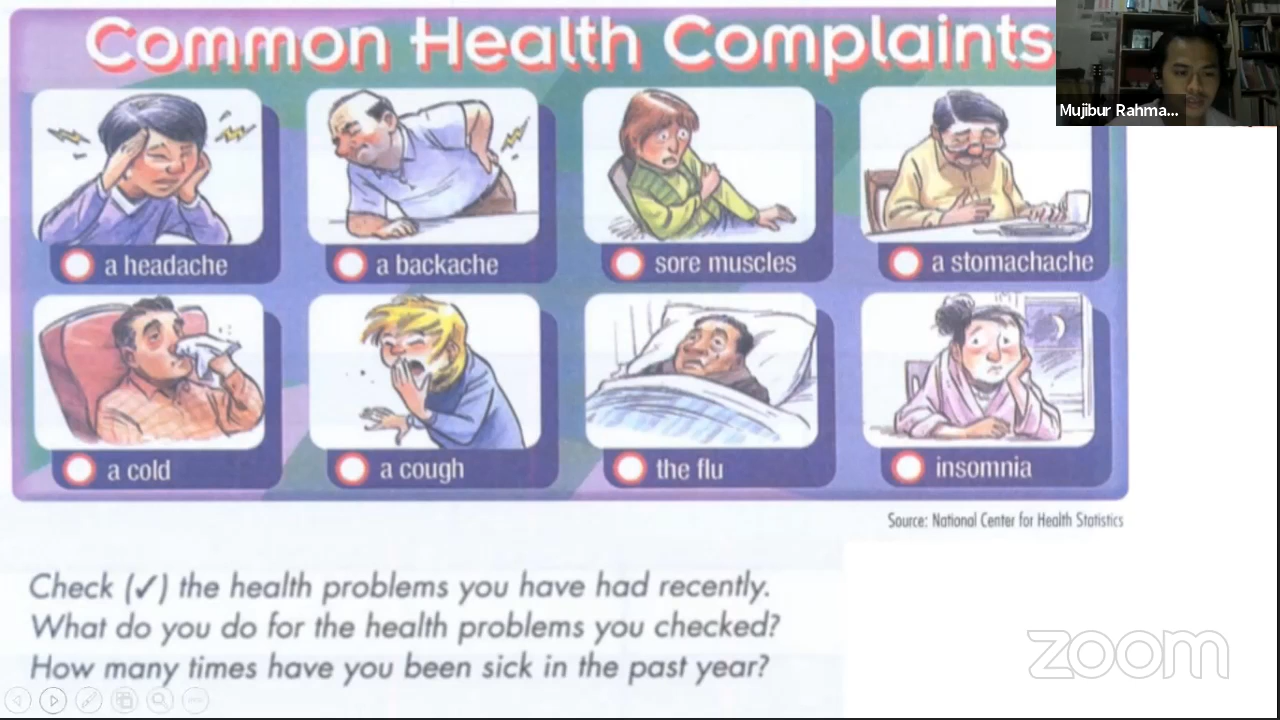 Common Health Complaints
Mujibur Rahma...
a headache
a backache
sore muscles
a stomachache
a cold
a cough
the flu
insomnia
Source: National Center for Health Statistics
Check (✓) the health problems you have had recently.
What do you do for the health problems you checked?
How many times have you been sick in the past year?
zoom